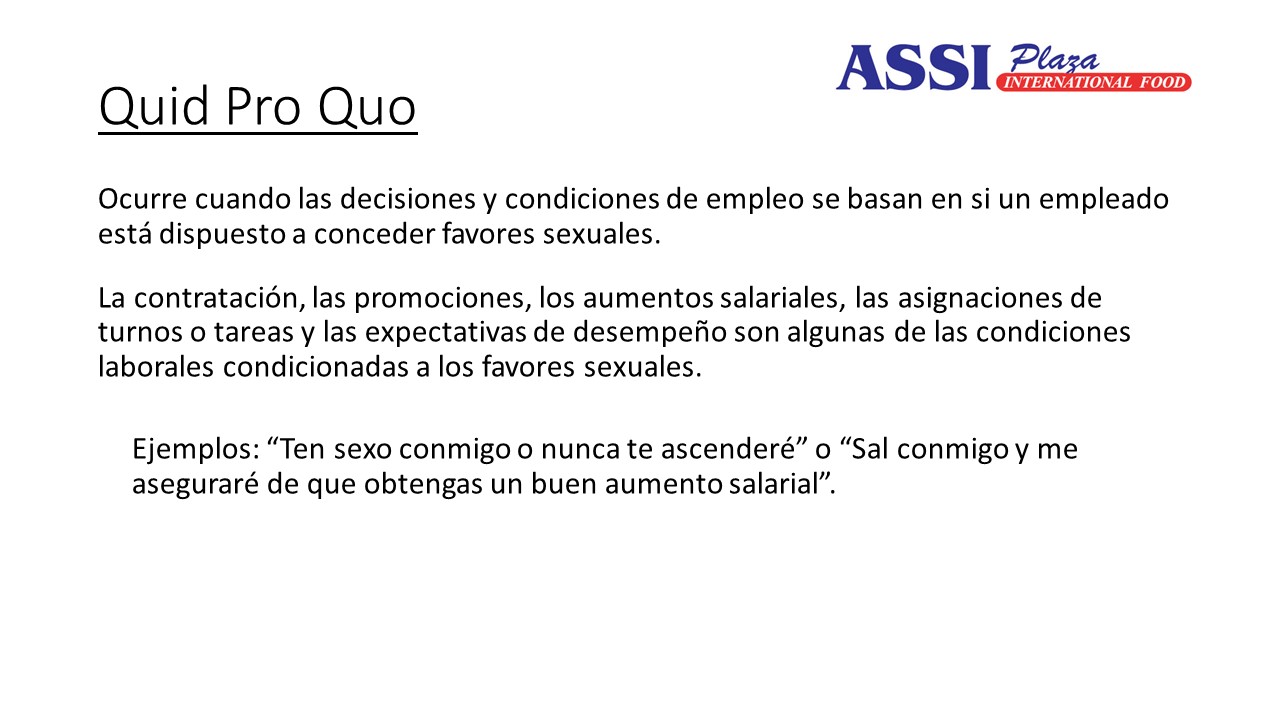 ASSI Plaza
INTERNATIONAL FOOD
Quid Pro Quo
Ocurre cuando las decisiones y condiciones de empleo se basan en si un empleado
está dispuesto a conceder favores sexuales.
La contratación, las promociones, los aumentos salariales, las asignaciones de
turnos o tareas y las expectativas de desempeño son algunas de las condiciones
laborales condicionadas a los favores sexuales.
Ejemplos: “Ten sexo conmigo o nunca te ascenderé” o “Sal conmigo y me
aseguraré de que obtengas un buen aumento salarial”.